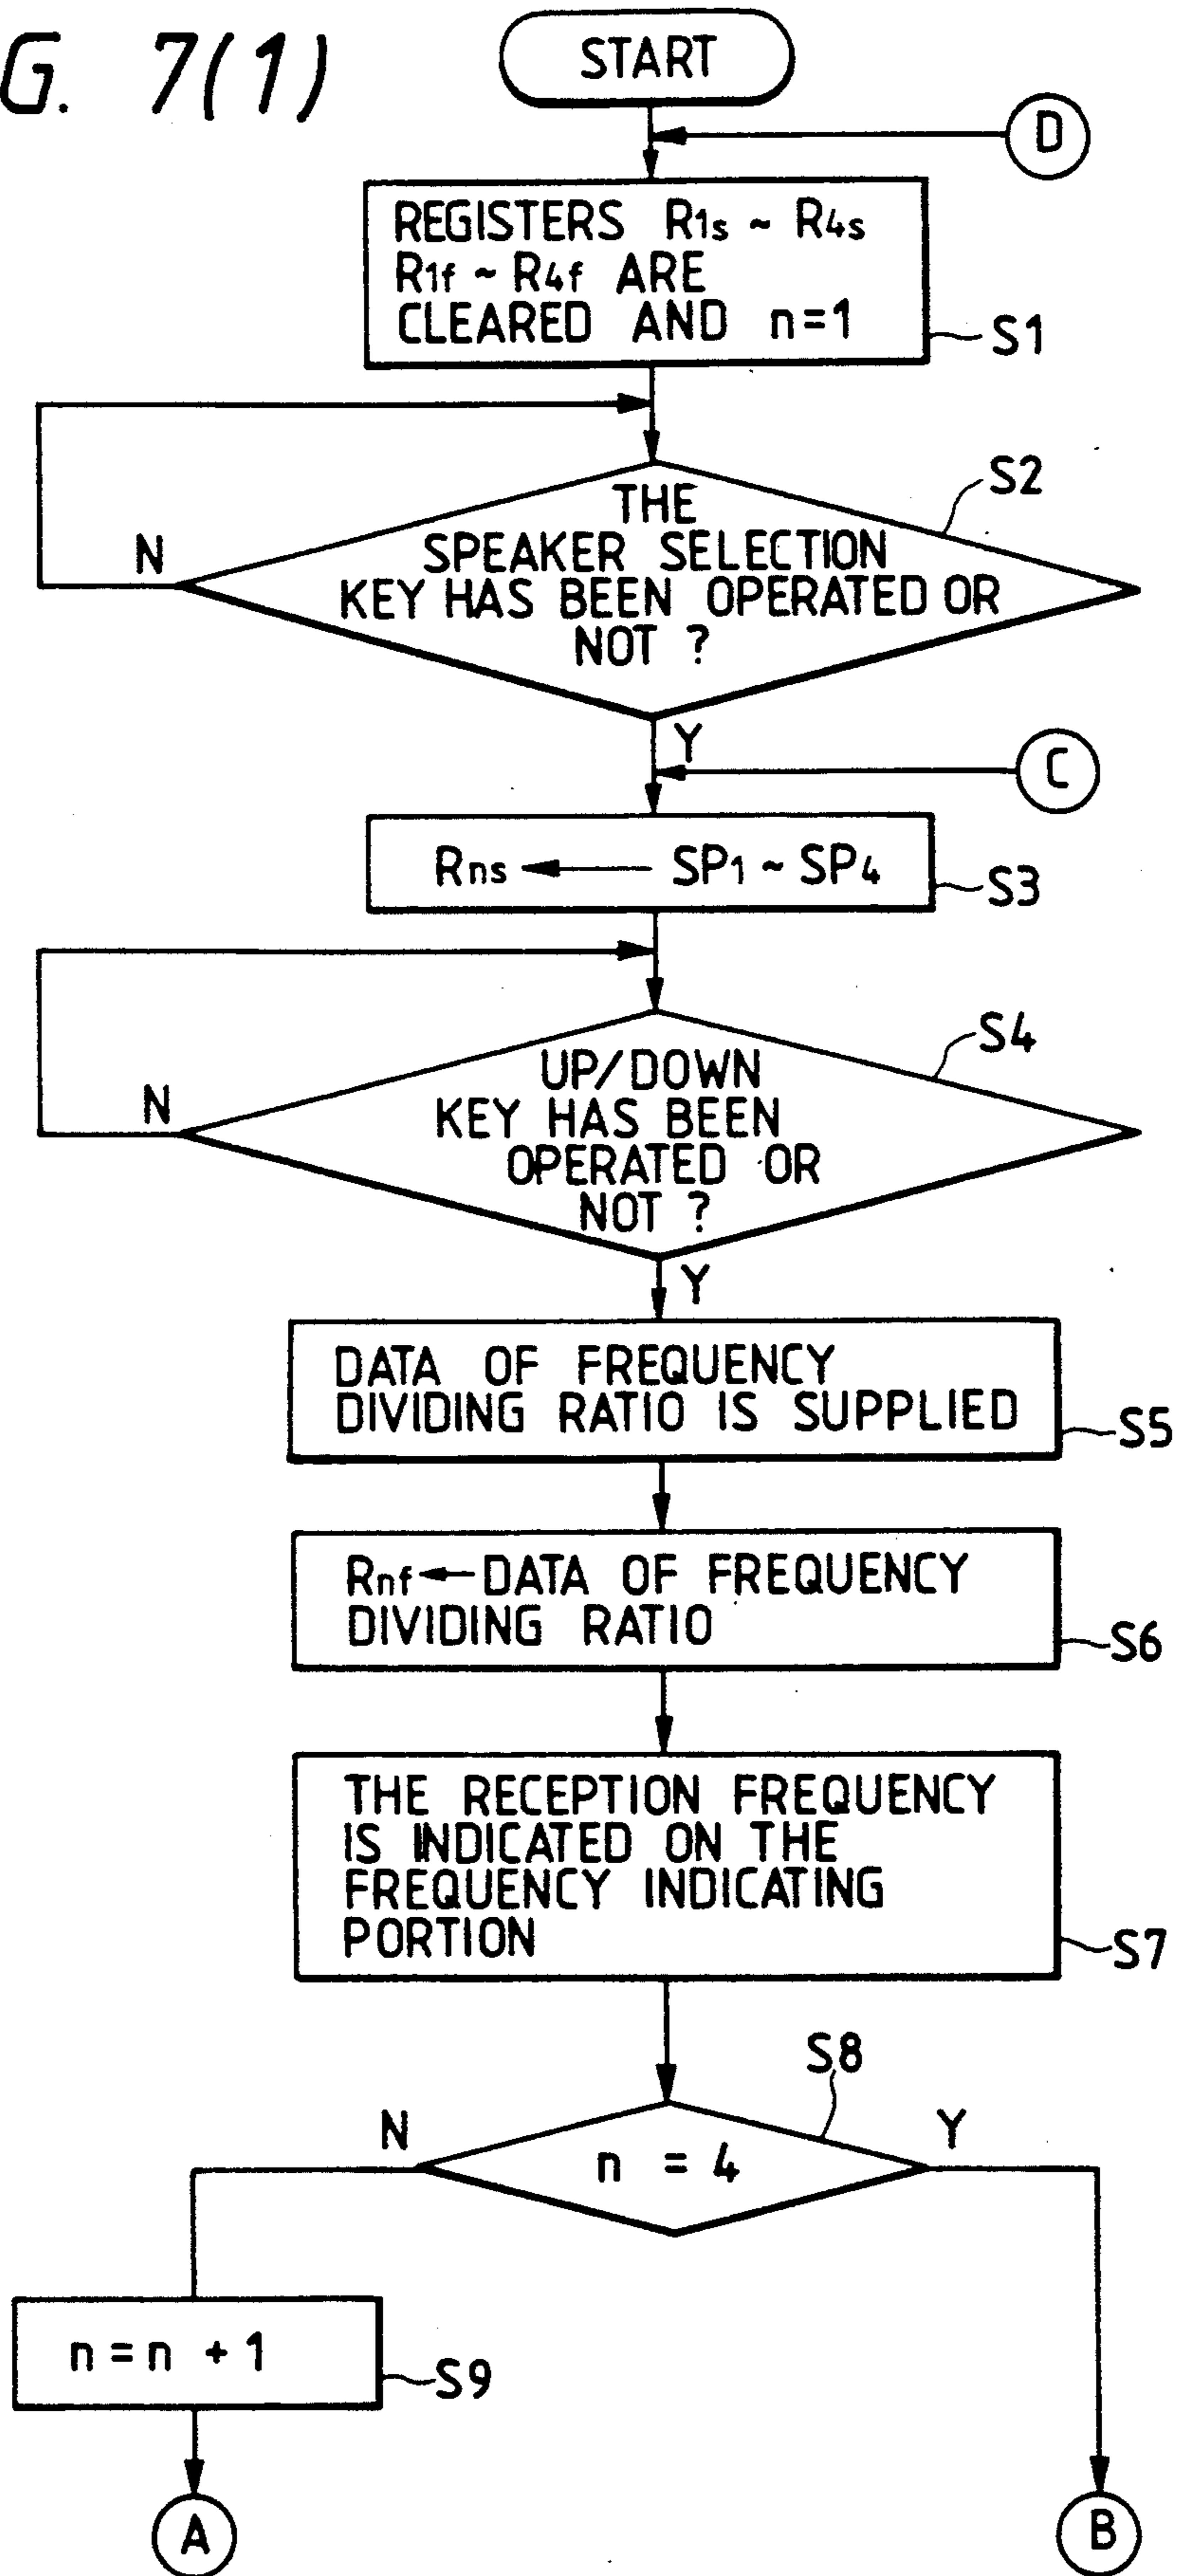 G. 7(1)
START
D
REGISTERS R1s ~ R4s
R1f ~ R4f ARE
CLEARED AND n=1
S1
S2
THE
SPEAKER SELECTION
KEY HAS BEEN OPERATED OR
NOT ?
N
Y
C
Rns ← SP1 ~ SP4
S3
S4
UP/DOWN
KEY HAS BEEN
OPERATED OR
NOT ?
N
Y
DATA OF FREQUENCY
DIVIDING RATIO IS SUPPLIED
S5
Rnf ← DATA OF FREQUENCY
DIVIDING RATIO
S6
THE RECEPTION FREQUENCY
IS INDICATED ON THE
FREQUENCY INDICATING
PORTION
S7
S8
N
Y
n = 4
n = n + 1
S9
A
B